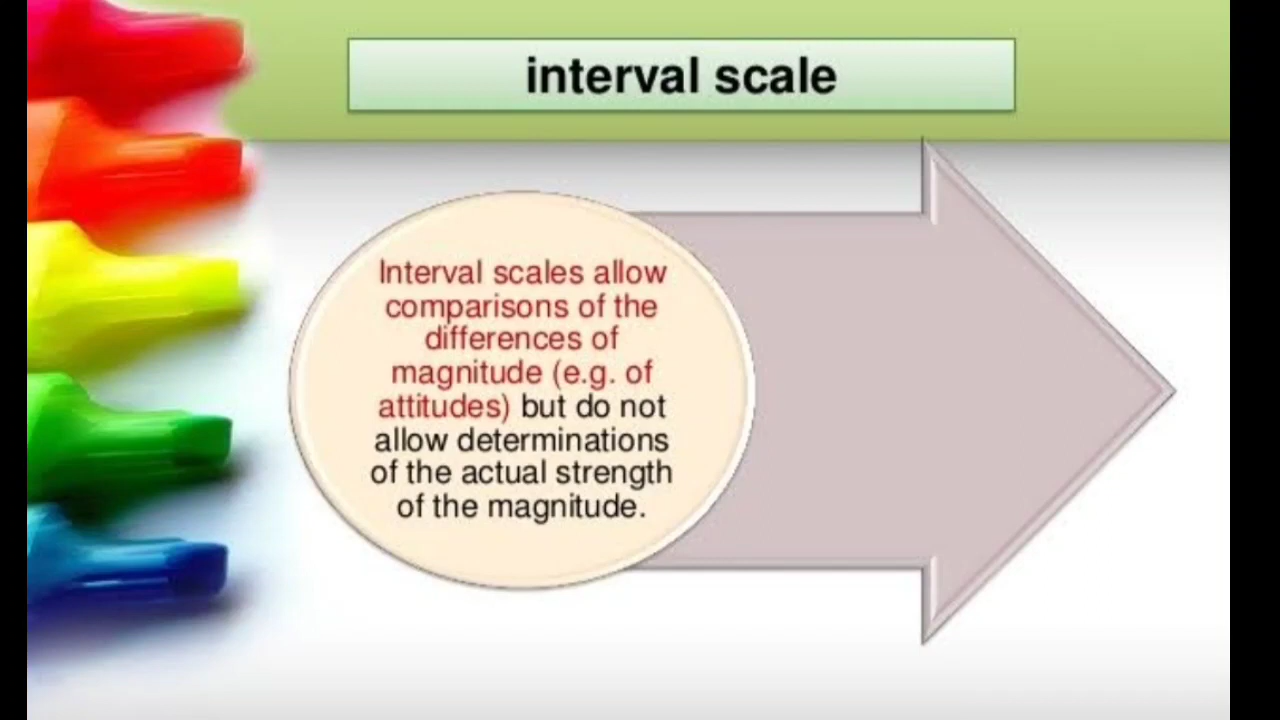 interval scale
Interval scales allow
comparisons of the
differences of
magnitude (e.g. of
attitudes) but do not
allow determinations
of the actual strength
of the magnitude.